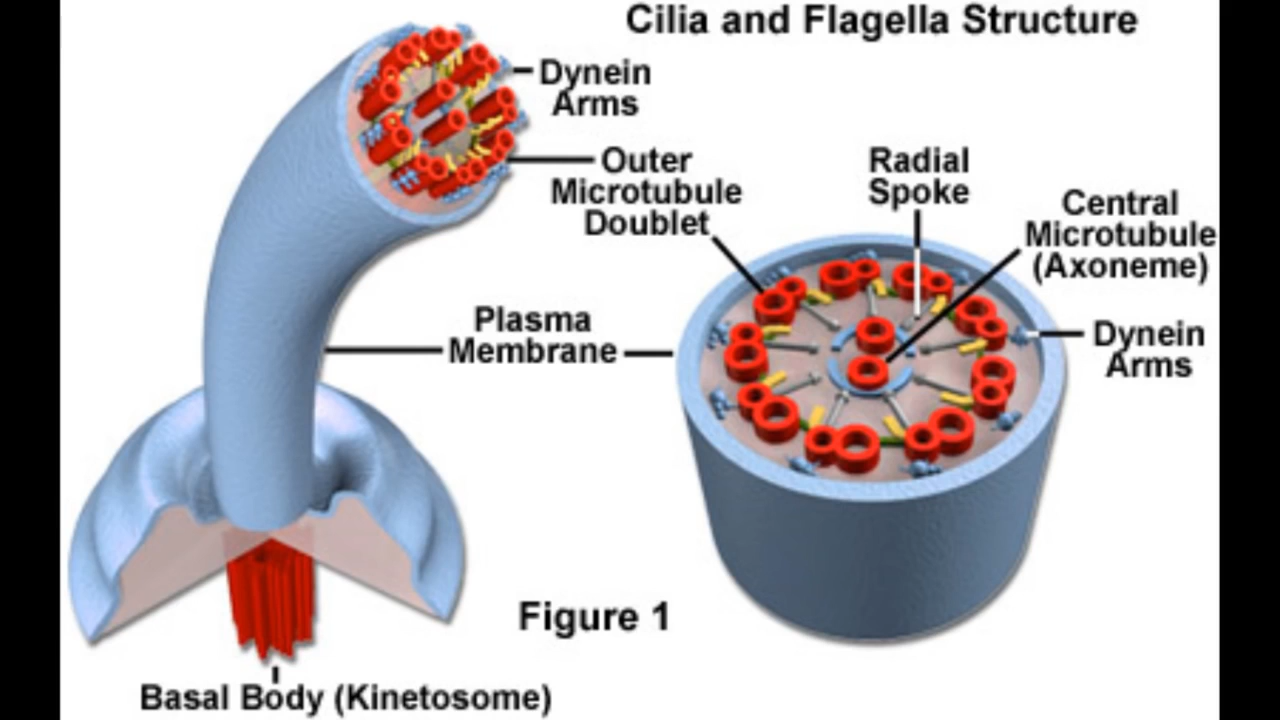 Cilia and Flagella Structure
Dynein
Arms
Outer
Microtubule
Doublet
Radial
Spoke
Central
Microtubule
(Axoneme)
Plasma
Membrane
Dynein
Arms
Figure 1
Basal Body (Kinetosome)